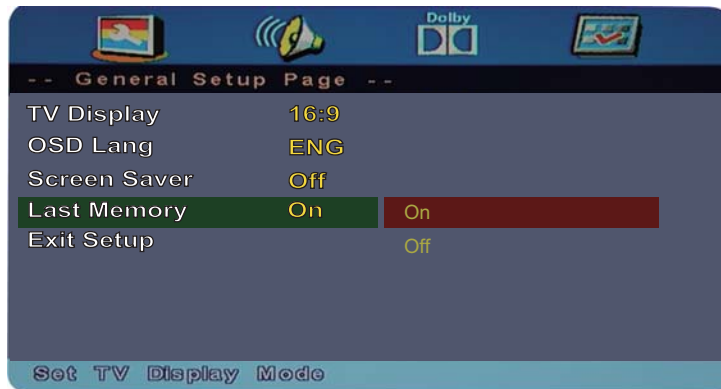 Dolby
-- General Setup Page --
TV Display 16:9
OSD Lang ENG
Screen Saver Off
Last Memory On On
Exit Setup Off
Set TV Display Mode